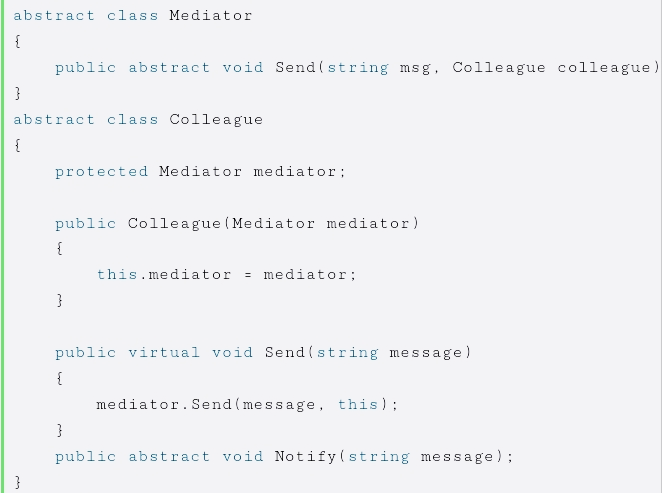 abstract class Mediator
{
    public abstract void Send(string msg, Colleague colleague)
}
abstract class Colleague
{
    protected Mediator mediator;

    public Colleague(Mediator mediator)
    {
        this.mediator = mediator;
    }

    public virtual void Send(string message)
    {
        mediator.Send(message, this);
    }
    public abstract void Notify(string message);
}